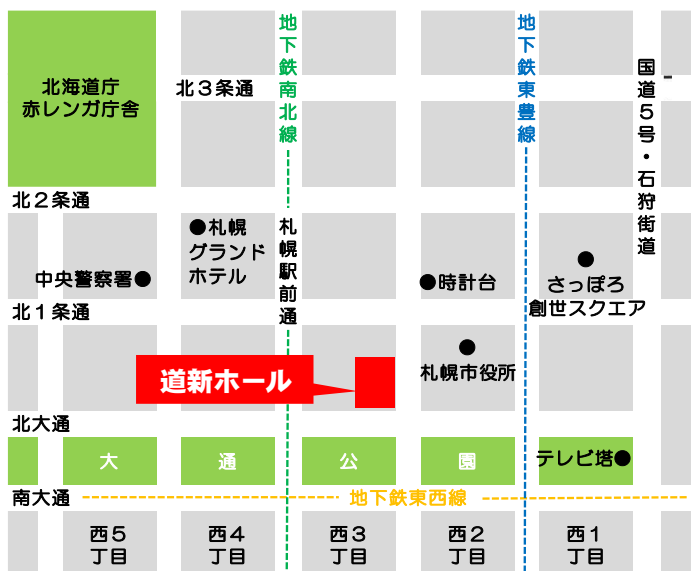 北海道庁
赤レンガ庁舎
北３条通
地下鉄南北線
地下鉄東豊線
国道５号・石狩街道
北２条通
●札幌
グランド
ホテル
札幌駅前通
中央警察署●
●時計台
さっぽろ
創世スクエア
北１条通
札幌市役所
道新ホール
北大通
大通公園
テレビ塔●
南大通
地下鉄東西線
西５
丁目
西４
丁目
西３
丁目
西２
丁目
西１
丁目